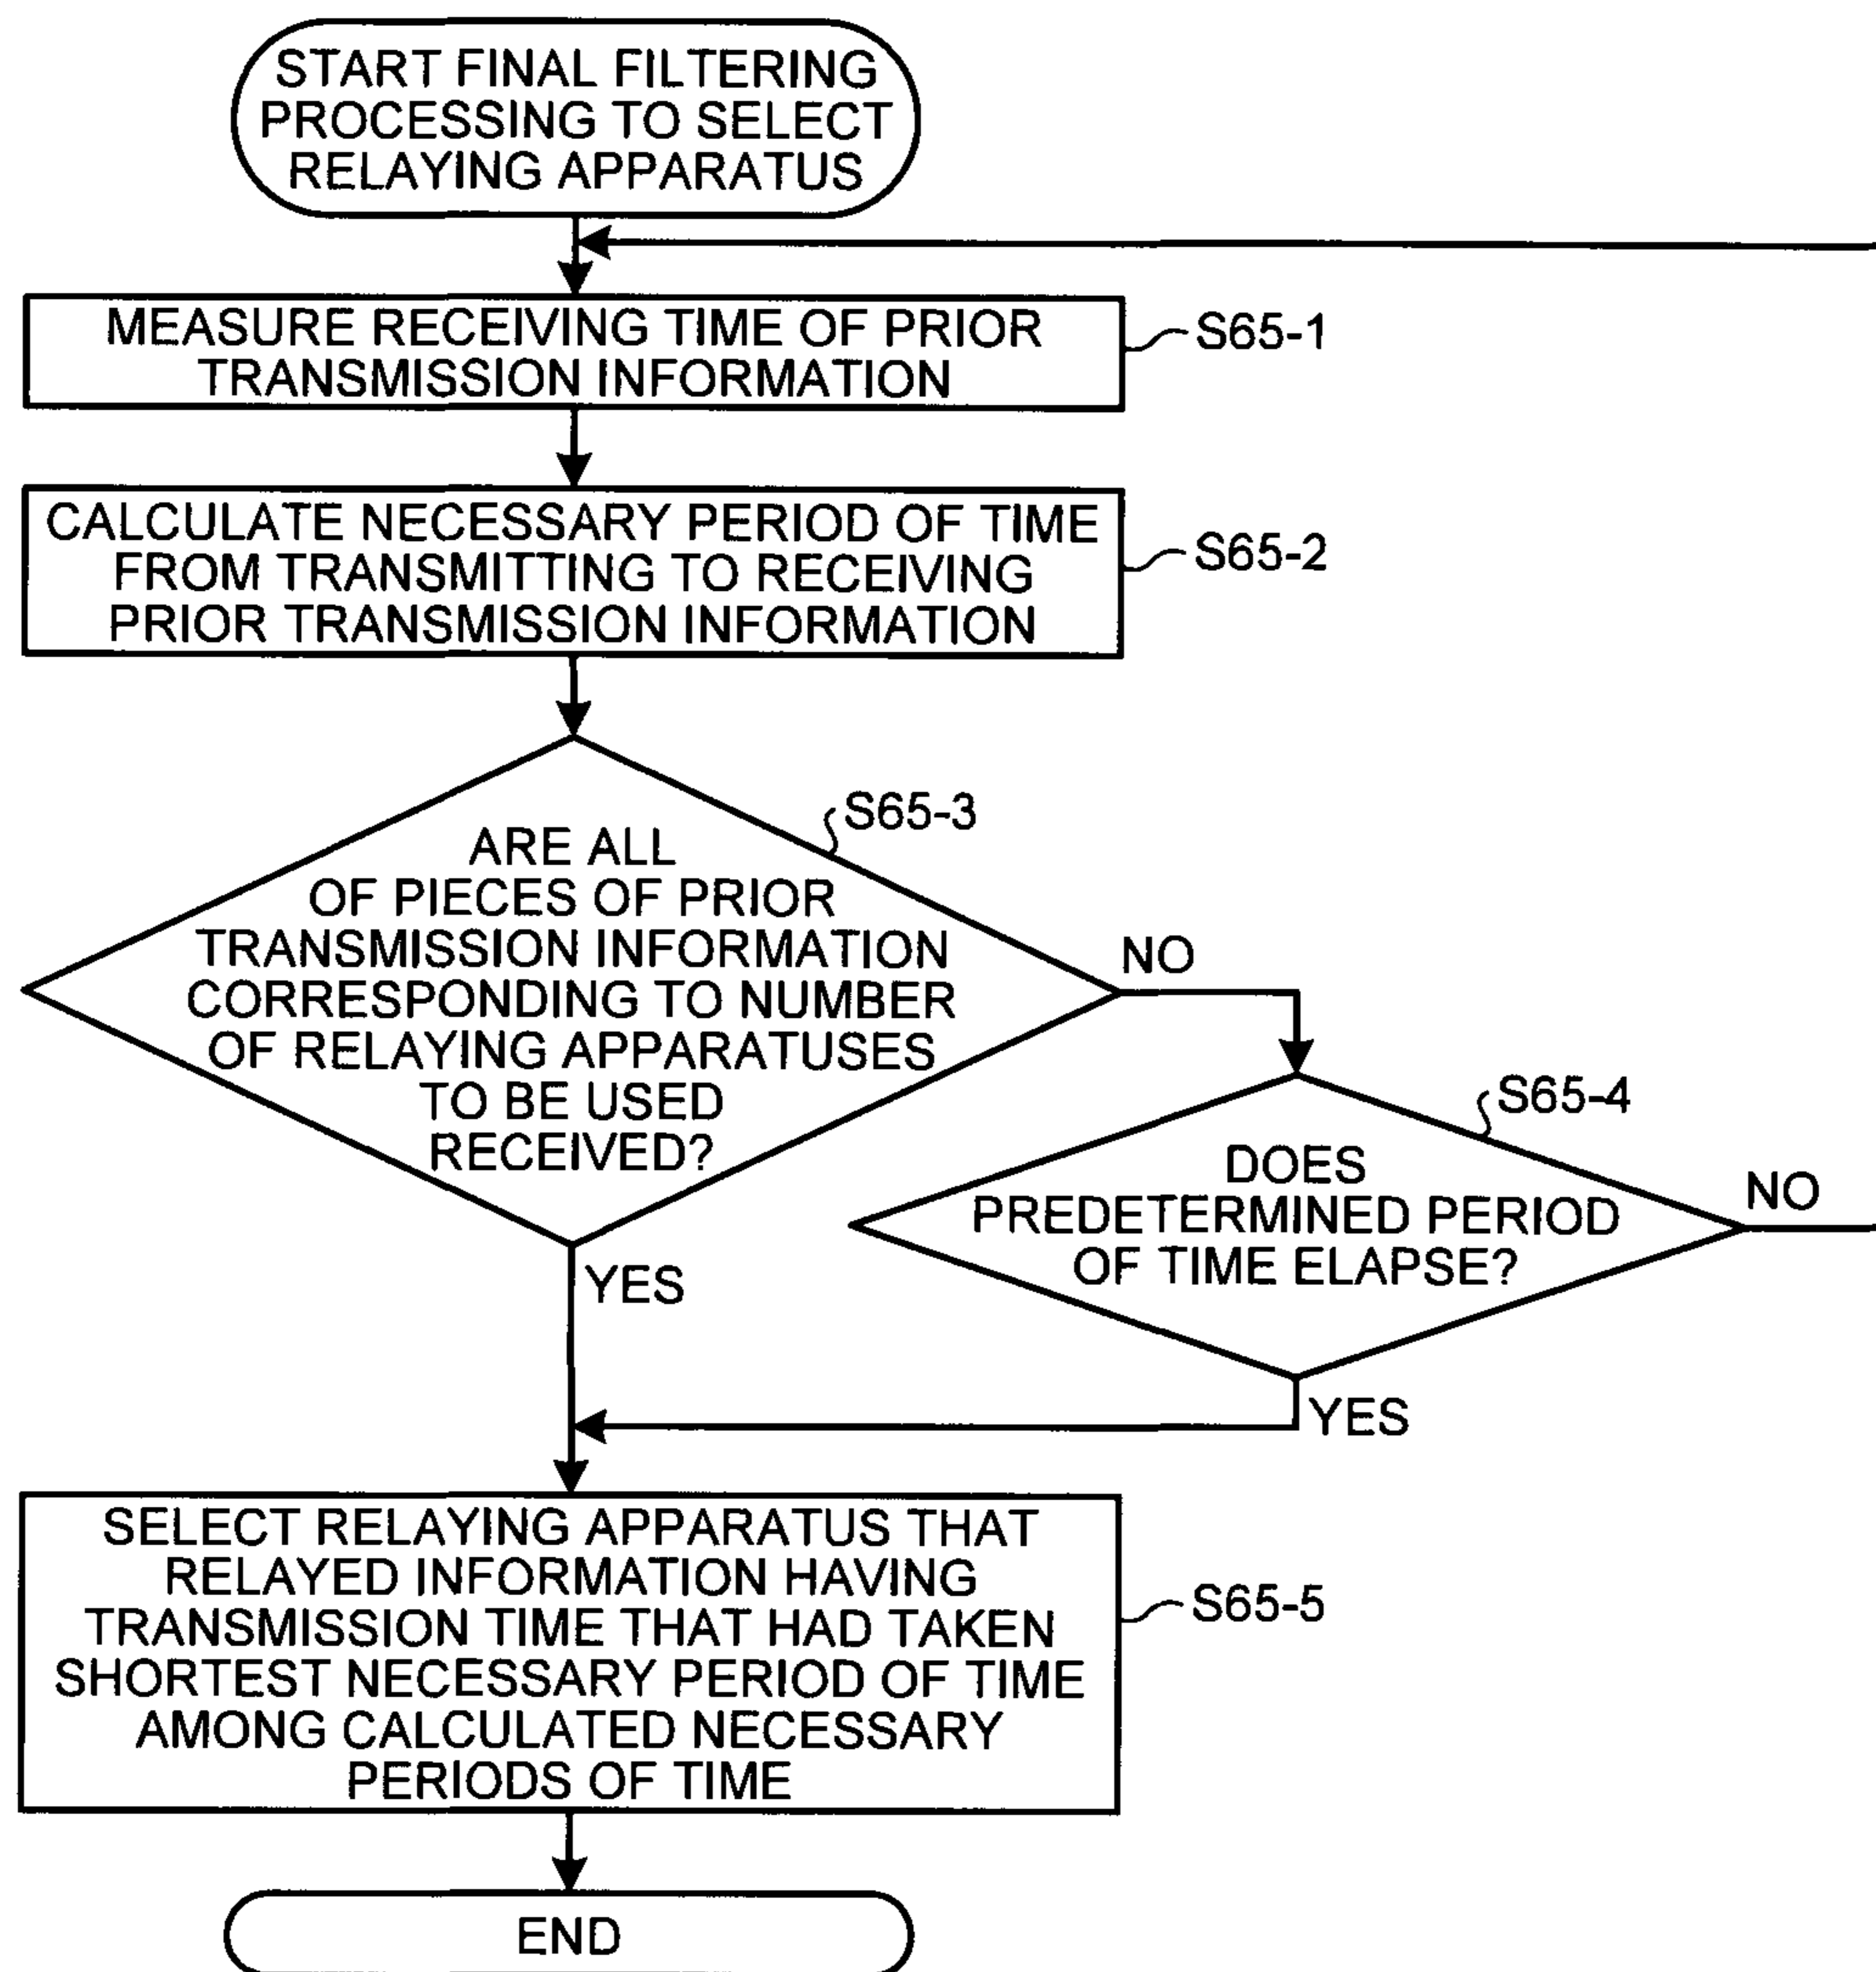 START FINAL FILTERING
PROCESSING TO SELECT
RELAYING APPARATUS
MEASURE RECEIVING TIME OF PRIOR
TRANSMISSION INFORMATION
S65-1
CALCULATE NECESSARY PERIOD OF TIME
FROM TRANSMITTING TO RECEIVING
PRIOR TRANSMISSION INFORMATION
S65-2
S65-3
ARE ALL
OF PIECES OF PRIOR
TRANSMISSION INFORMATION
CORRESPONDING TO NUMBER
OF RELAYING APPARATUSES
TO BE USED
RECEIVED?
NO
YES
S65-4
DOES
PREDETERMINED PERIOD
OF TIME ELAPSE?
NO
YES
SELECT RELAYING APPARATUS THAT
RELAYED INFORMATION HAVING
TRANSMISSION TIME THAT HAD TAKEN
SHORTEST NECESSARY PERIOD OF TIME
AMONG CALCULATED NECESSARY
PERIODS OF TIME
S65-5
END